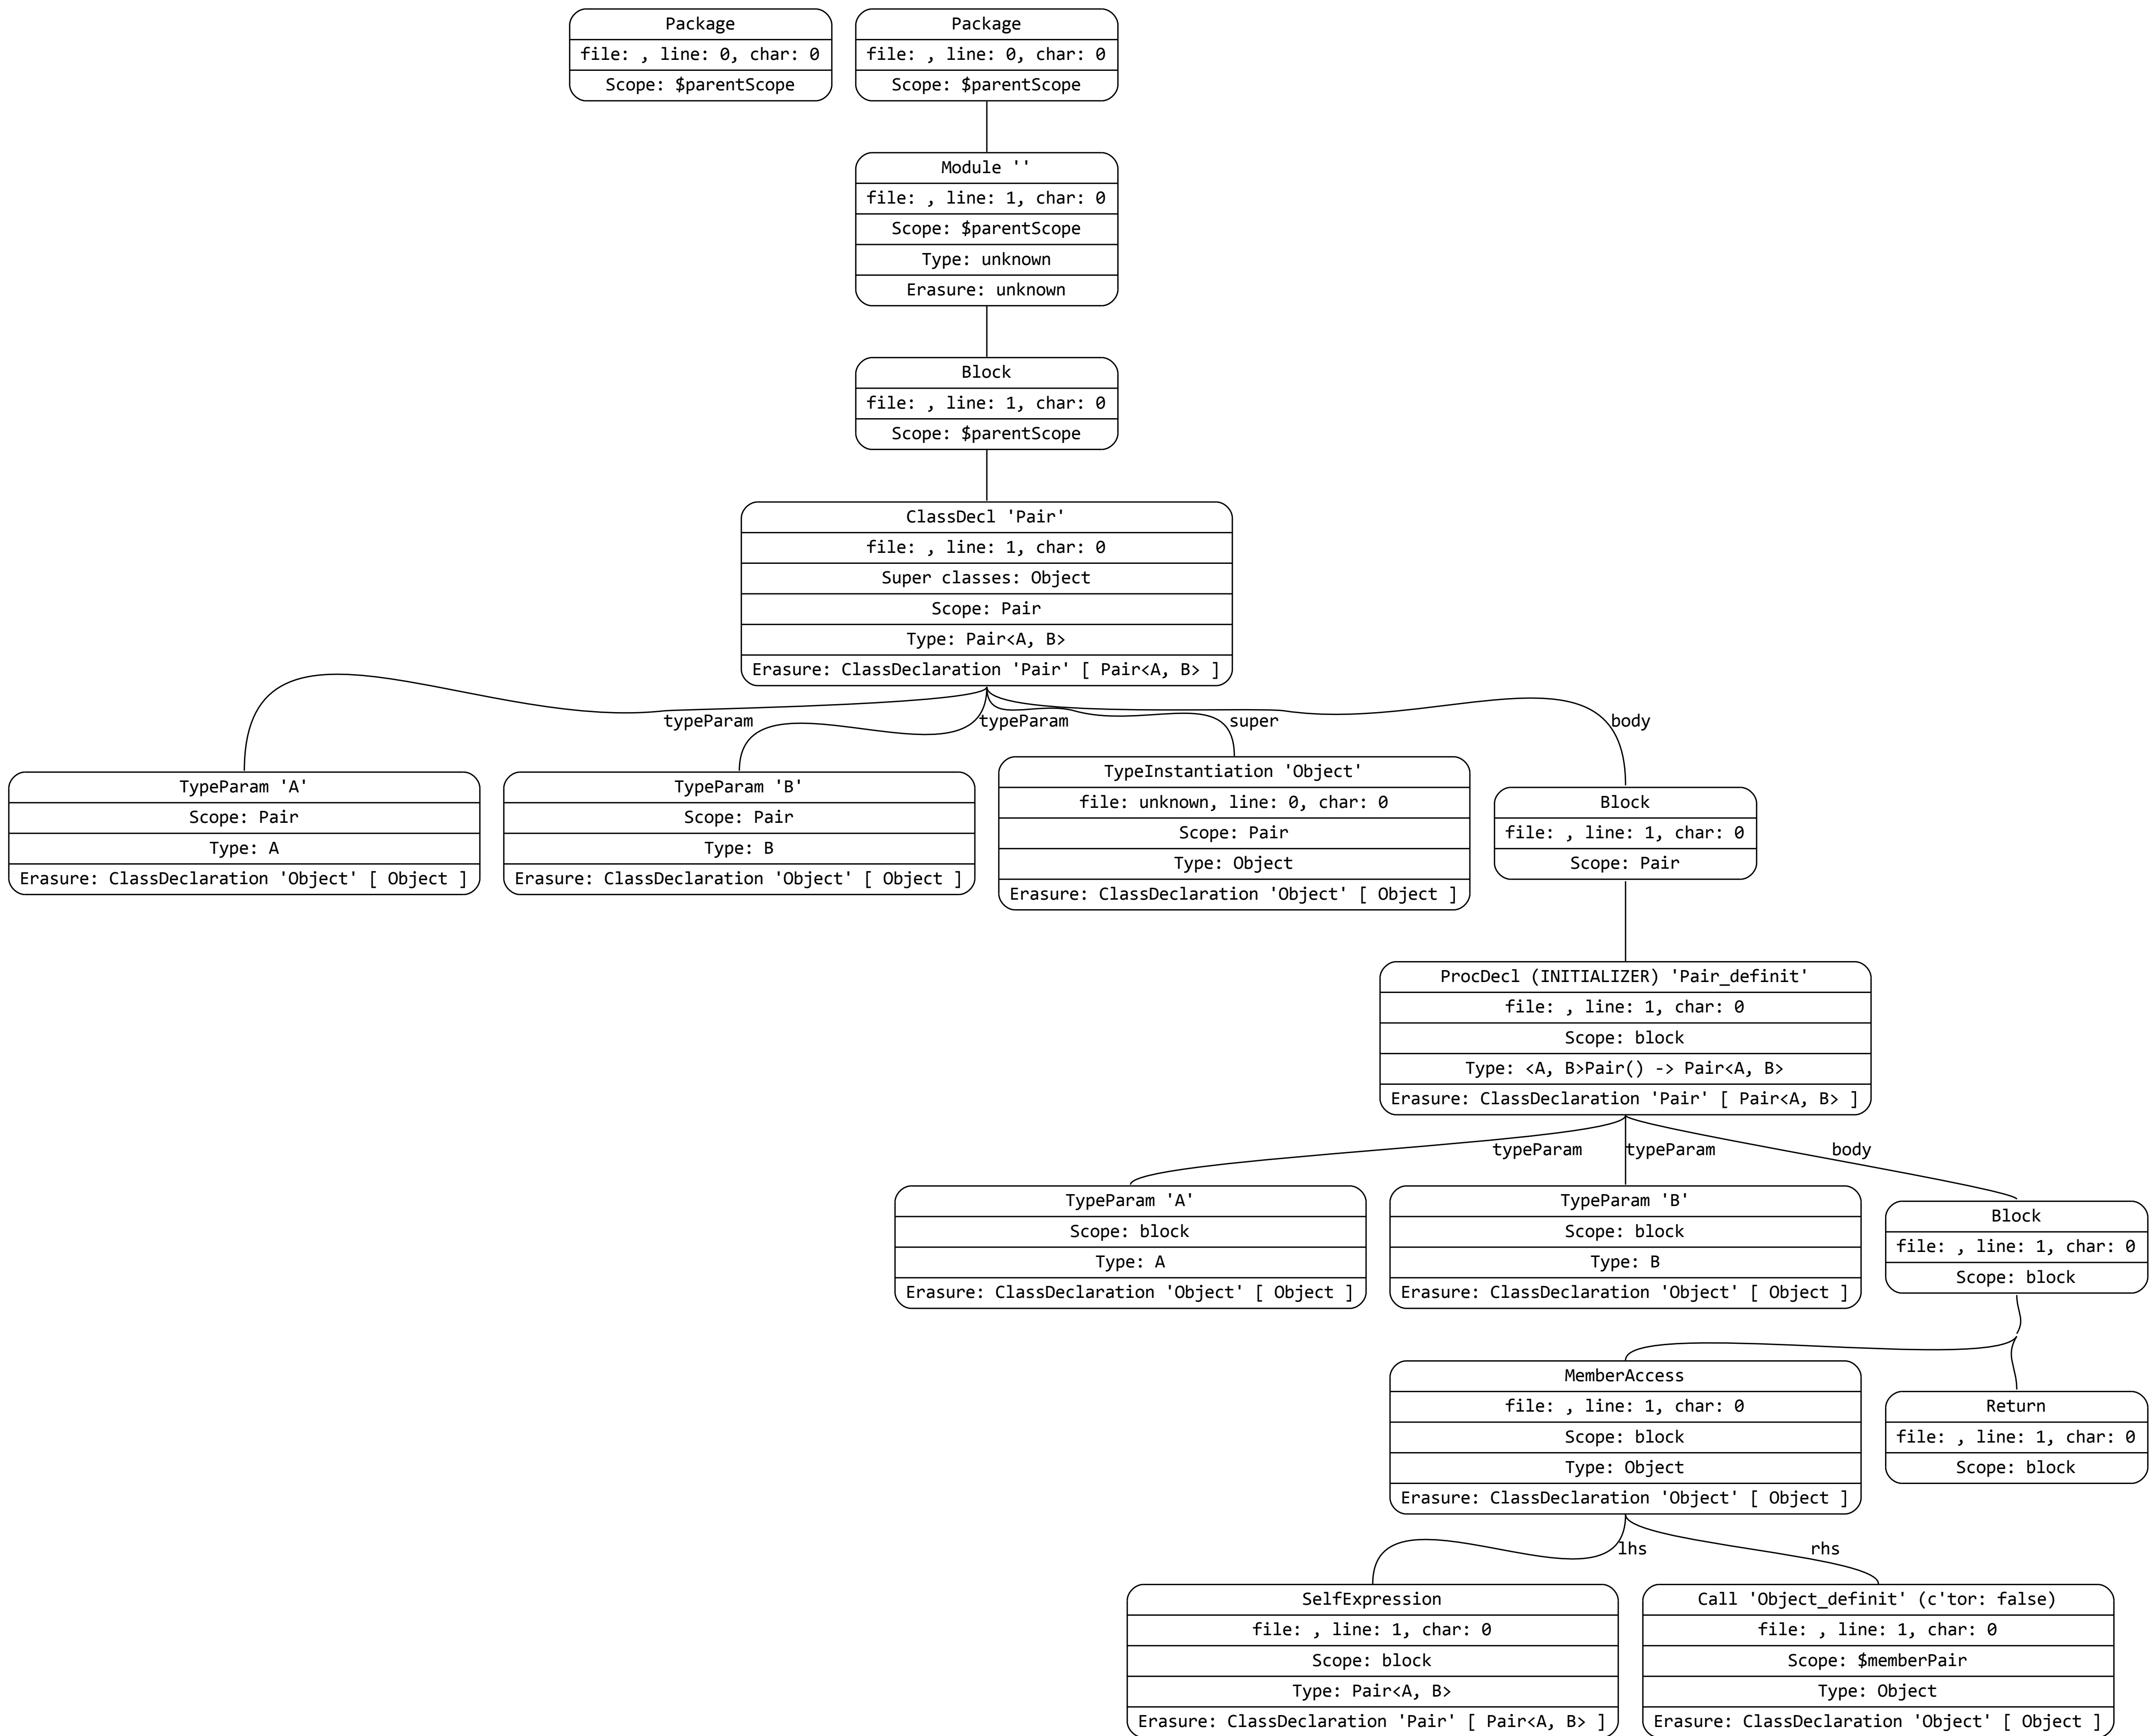 Package
file: , line: 0, char: 0
Scope: $parentScope
Package
file: , line: 0, char: 0
Scope: $parentScope
Module ''
file: , line: 1, char: 0
Scope: $parentScope
Type: unknown
Erasure: unknown
Block
file: , line: 1, char: 0
Scope: $parentScope
ClassDecl 'Pair'
file: , line: 1, char: 0
Super classes: Object
Scope: Pair
Type: Pair<A, B>
Erasure: ClassDeclaration 'Pair' [ Pair<A, B> ]
typeParam
typeParam
super
body
TypeParam 'A'
Scope: Pair
Type: A
Erasure: ClassDeclaration 'Object' [ Object ]
TypeParam 'B'
Scope: Pair
Type: B
Erasure: ClassDeclaration 'Object' [ Object ]
TypeInstantiation 'Object'
file: unknown, line: 0, char: 0
Scope: Pair
Type: Object
Erasure: ClassDeclaration 'Object' [ Object ]
Block
file: , line: 1, char: 0
Scope: Pair
ProcDecl (INITIALIZER) 'Pair_definit'
file: , line: 1, char: 0
Scope: block
Type: <A, B>Pair() -> Pair<A, B>
Erasure: ClassDeclaration 'Pair' [ Pair<A, B> ]
typeParam
typeParam
body
TypeParam 'A'
Scope: block
Type: A
Erasure: ClassDeclaration 'Object' [ Object ]
TypeParam 'B'
Scope: block
Type: B
Erasure: ClassDeclaration 'Object' [ Object ]
Block
file: , line: 1, char: 0
Scope: block
MemberAccess
file: , line: 1, char: 0
Scope: block
Type: Object
Erasure: ClassDeclaration 'Object' [ Object ]
Return
file: , line: 1, char: 0
Scope: block
lhs
rhs
SelfExpression
file: , line: 1, char: 0
Scope: block
Type: Pair<A, B>
Erasure: ClassDeclaration 'Pair' [ Pair<A, B> ]
Call 'Object_definit' (c'tor: false)
file: , line: 1, char: 0
Scope: $memberPair
Type: Object
Erasure: ClassDeclaration 'Object' [ Object ]